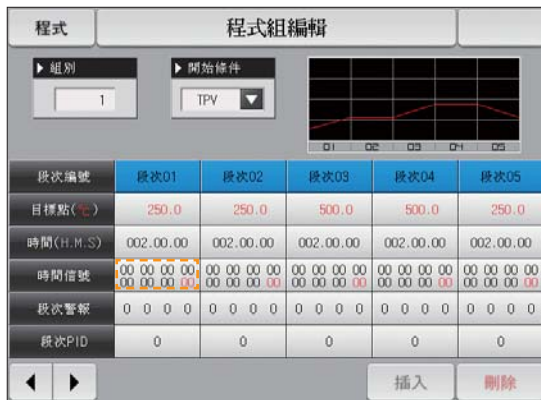 程式 程式組編輯
▶ 組別 ▶ 開始條件
1 TPV
01 02 03 04 05
段次編號 段次01 段次02 段次03 段次04 段次05
目標點(℃) 250.0 250.0 500.0 500.0 250.0
時間(H.M.S) 002.00.00 002.00.00 002.00.00 002.00.00 002.00.00
時間信號 00 00 00 00 00 00 00 00 00 00 00 00 00 00 00 00 00 00 00 00
00 00 00 00 00 00 00 00 00 00 00 00 00 00 00 00 00 00 00 00
段次警報 0 0 0 0 0 0 0 0 0 0 0 0 0 0 0 0 0 0 0 0
段次PID 0 0 0 0 0
插入 刪除